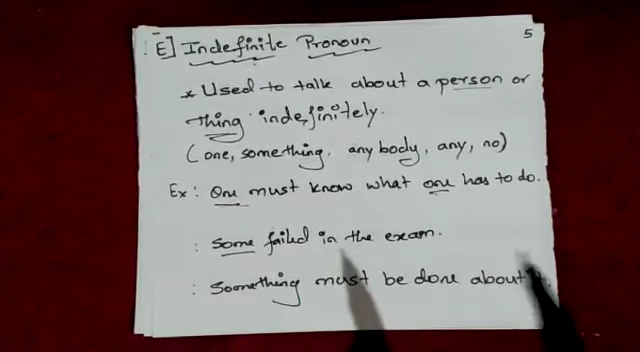 E] Indefinite Pronoun
5
* Used to talk about a person or
thing indefinitely.
(one, something, any body, any, no)
Ex: One must know what one has to do.
: Some failed in the exam.
: Something must be done about